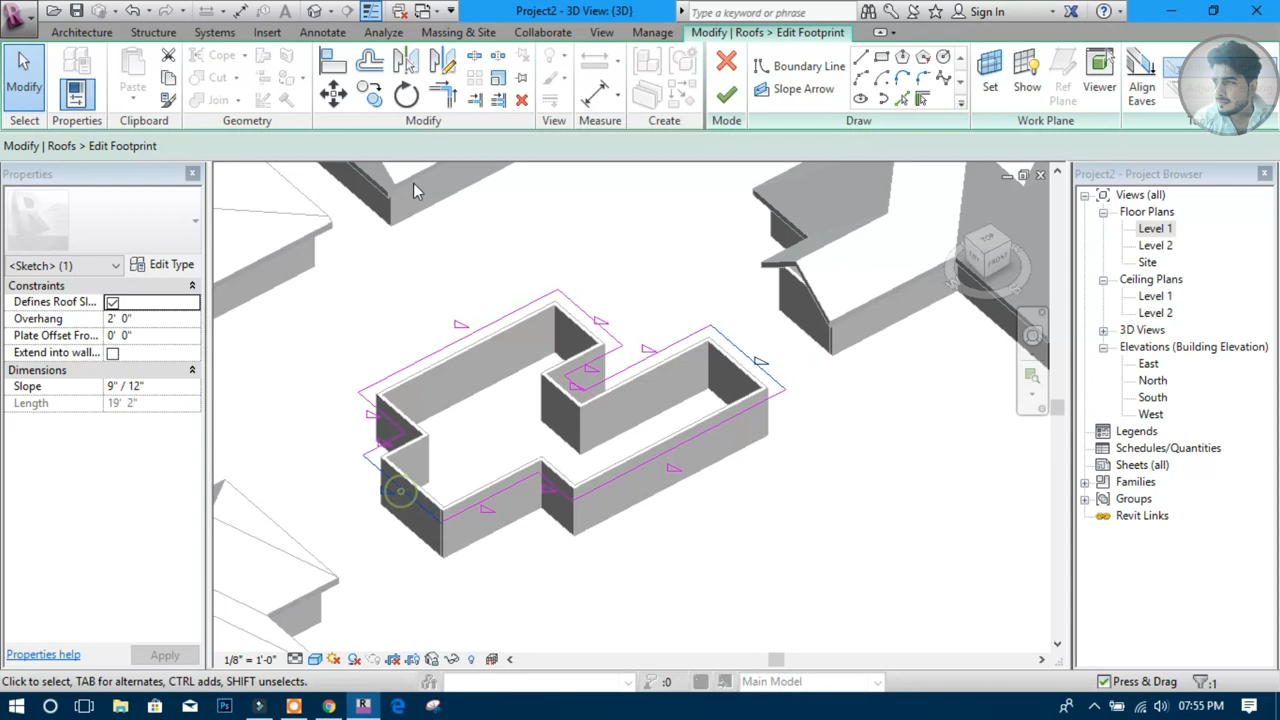 Project2 - 3D View: {3D}
Type a keyword or phrase
Sign In
Architecture Structure Systems Insert Annotate Analyze Massing & Site Collaborate View Manage Modify | Roofs > Edit Footprint
Modify
Paste
Cope
Cut
Join
Boundary Line
Slope Arrow
Set Show Ref Plane Viewer
Align Eaves
Select Properties Clipboard Geometry Modify View Measure Create Mode Draw Work Plane
Modify | Roofs > Edit Footprint
Properties
<Sketch> (1)
Edit Type
Constraints
Defines Roof Sl...
Overhang 2' 0"
Plate Offset Fro... 0' 0"
Extend into wall...
Dimensions
Slope 9" / 12"
Length 19' 2"
Properties help
Apply
TOP
FRONT
Project2 - Project Browser
Views (all)
Floor Plans
Level 1
Level 2
Site
Ceiling Plans
Level 1
Level 2
3D Views
Elevations (Building Elevation)
East
North
South
West
Legends
Schedules/Quantities
Sheets (all)
Families
Groups
Revit Links
1/8" = 1'-0"
Click to select, TAB for alternates, CTRL adds, SHIFT unselects.
:0
Main Model
Press & Drag
:1
07:55 PM